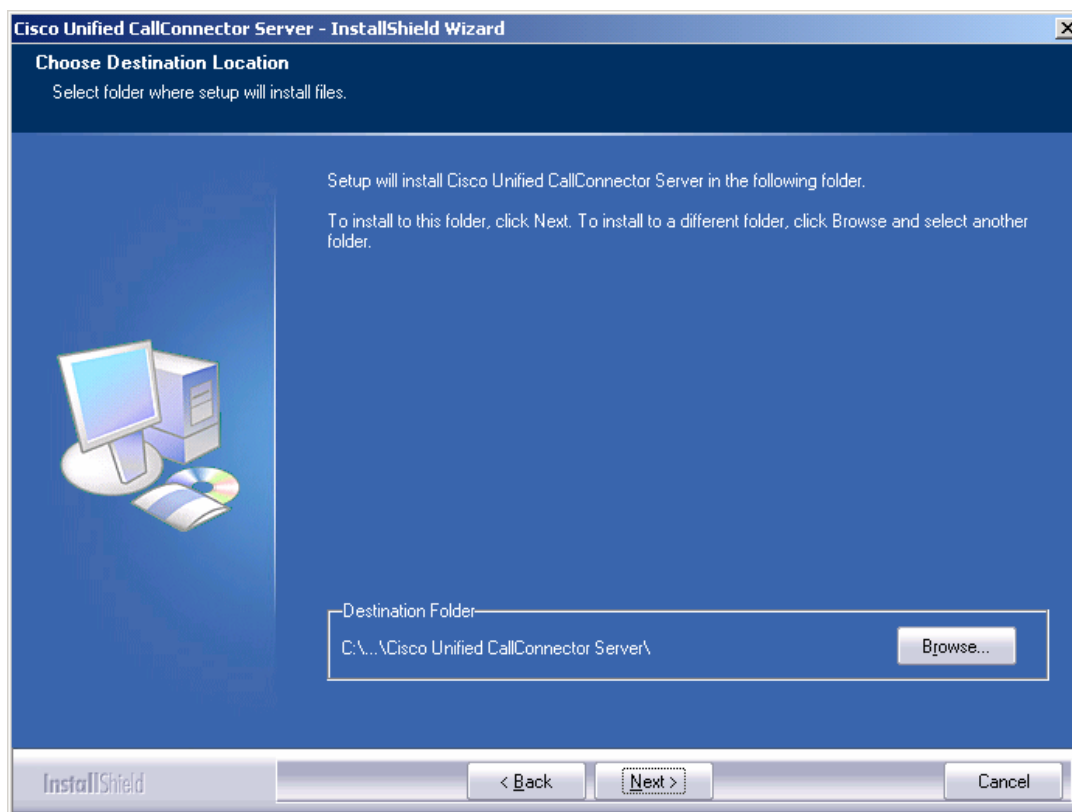 Cisco Unified CallConnector Server - InstallShield Wizard
Choose Destination Location
Select folder where setup will install files.
Setup will install Cisco Unified CallConnector Server in the following folder.
To install to this folder, click Next. To install to a different folder, click Browse and select another
folder.
Destination Folder
C:\...\Cisco Unified CallConnector Server\
Browse...
InstallShield
< Back
Next >
Cancel